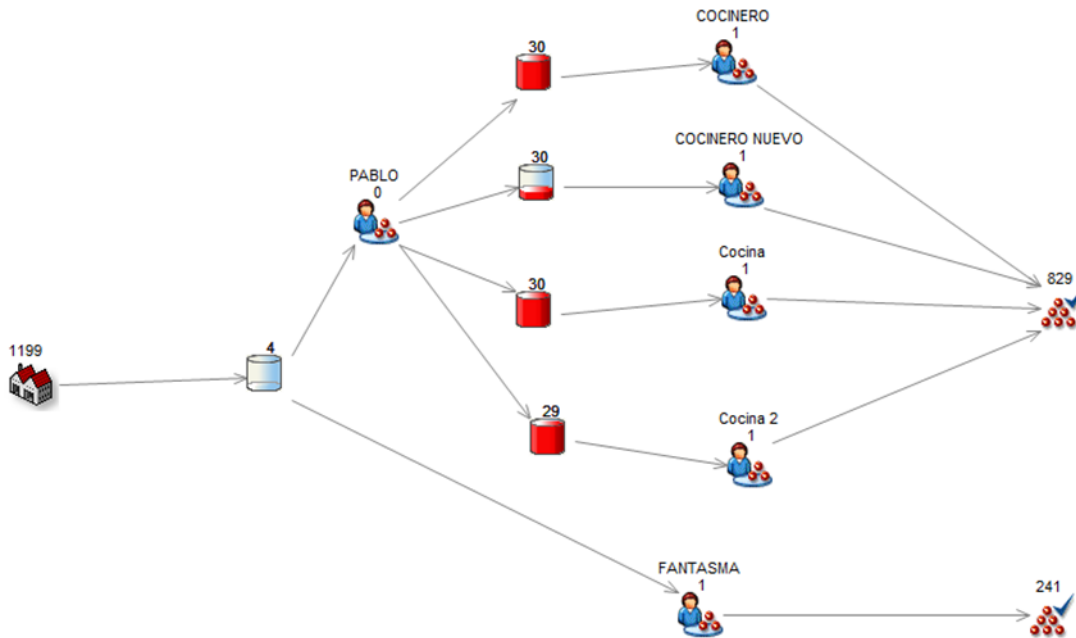 COCINERO
1
30
30
COCINERO NUEVO
1
PABLO
0
Cocina
1
30
829
1199
4
29
Cocina 2
1
FANTASMA
1
241